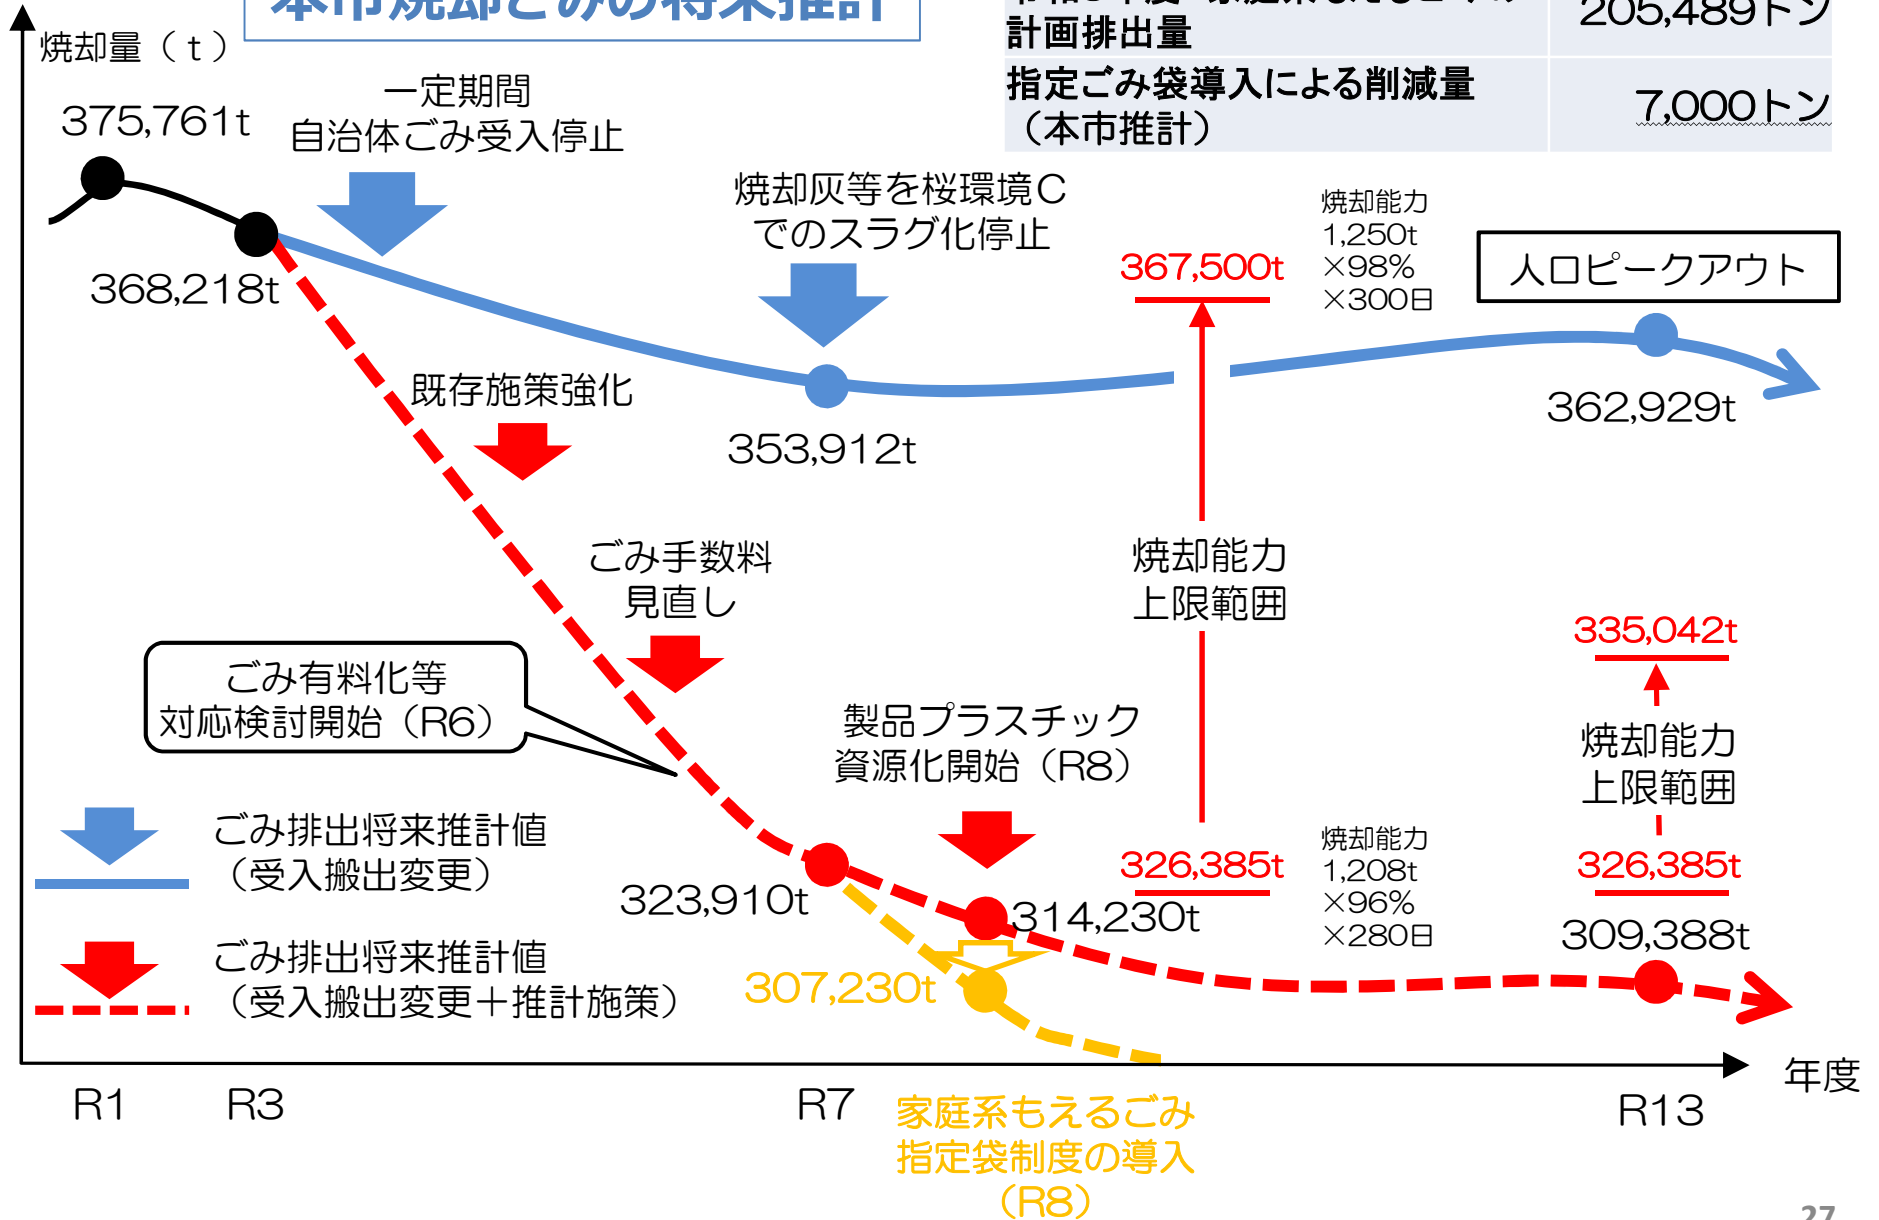 本市焼却ごみの将来推計
計画排出量
205,489トン
指定ごみ袋導入による削減量
（本市推計）
7,000トン
焼却量（ｔ）
375,761t
一定期間
自治体ごみ受入停止
368,218t
焼却灰等を桜環境C
でのスラグ化停止
353,912t
367,500t
焼却能力
1,250t
×98%
×300日
人口ピークアウト
362,929t
既存施策強化
ごみ手数料
見直し
焼却能力
上限範囲
335,042t
焼却能力
上限範囲
326,385t
309,388t
ごみ有料化等
対応検討開始（R6）
製品プラスチック
資源化開始（R8）
326,385t
焼却能力
1,208t
×96%
×280日
323,910t
314,230t
307,230t
ごみ排出将来推計値
（受入搬出変更）
ごみ排出将来推計値
（受入搬出変更＋推計施策）
R1
R3
R7
R13
年度
家庭系もえるごみ
指定袋制度の導入
（R8）
27